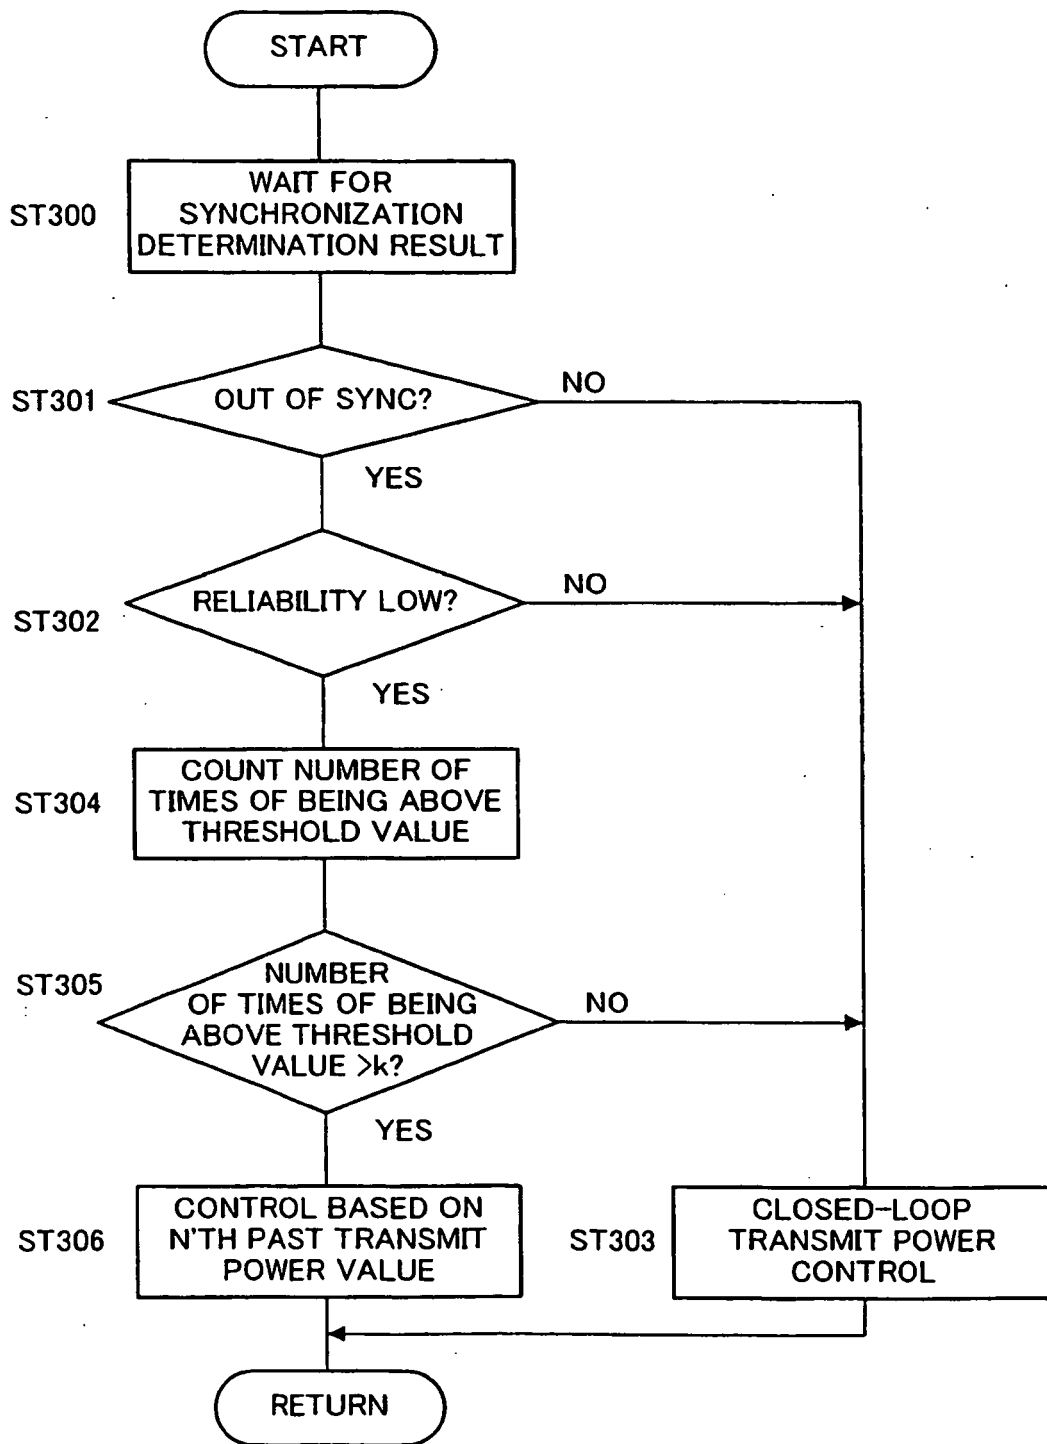 START
WAIT FOR
SYNCHRONIZATION
DETERMINATION RESULT
ST300
OUT OF SYNC?
NO
ST301
YES
RELIABILITY LOW?
NO
ST302
YES
COUNT NUMBER OF
TIMES OF BEING ABOVE
THRESHOLD VALUE
ST304
NUMBER
OF TIMES OF BEING
ABOVE THRESHOLD
VALUE >k?
NO
ST305
YES
CONTROL BASED ON
N'TH PAST TRANSMIT
POWER VALUE
ST306
CLOSED-LOOP
TRANSMIT POWER
CONTROL
ST303
RETURN